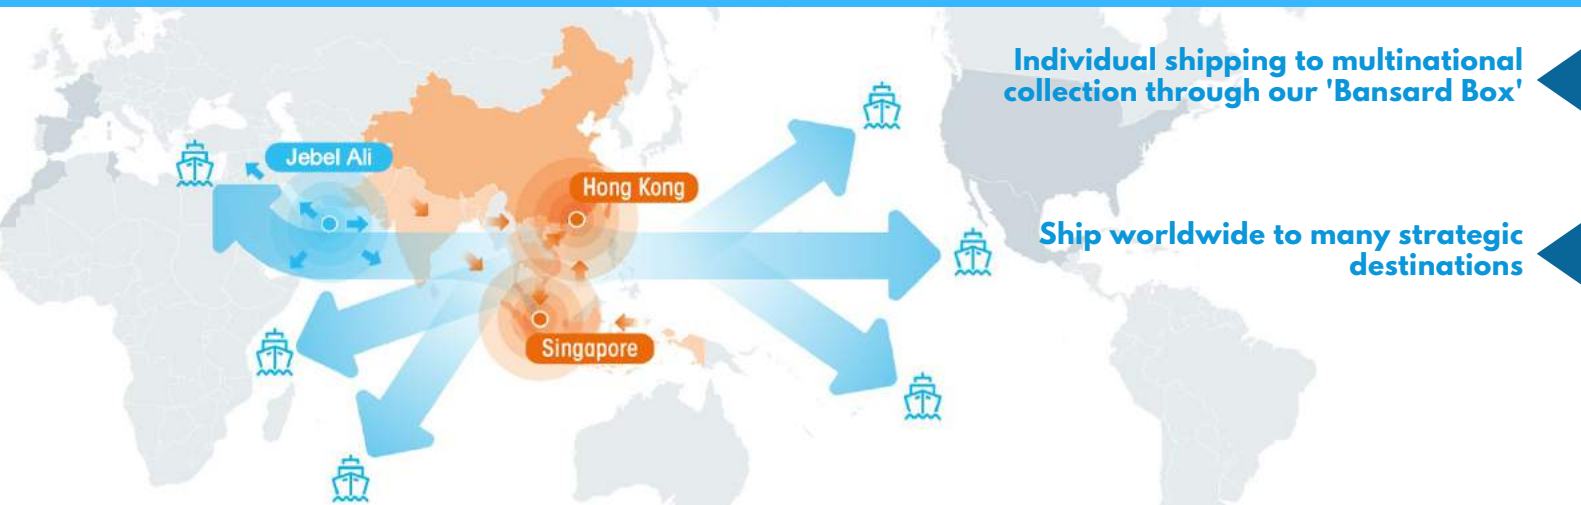 Individual shipping to multinational
collection through our 'Bansard Box'
Jebel Ali
Hong Kong
Ship worldwide to many strategic
destinations
Singapore